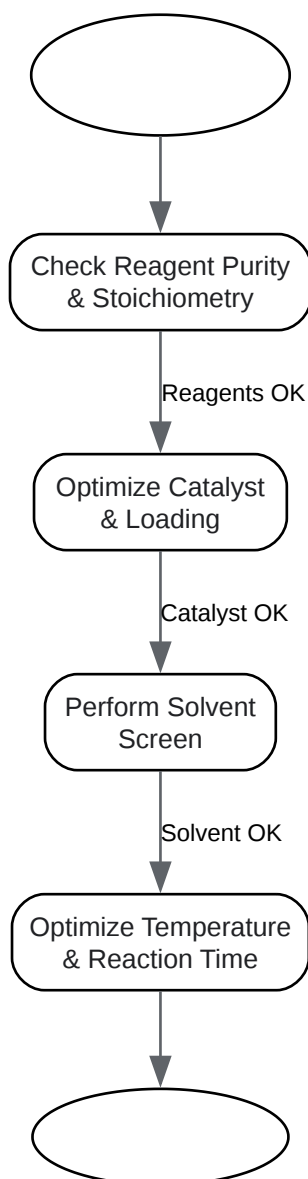 Check Reagent Purity
& Stoichiometry
Reagents OK
Optimize Catalyst
& Loading
Catalyst OK
Perform Solvent
Screen
Solvent OK
Optimize Temperature
& Reaction Time